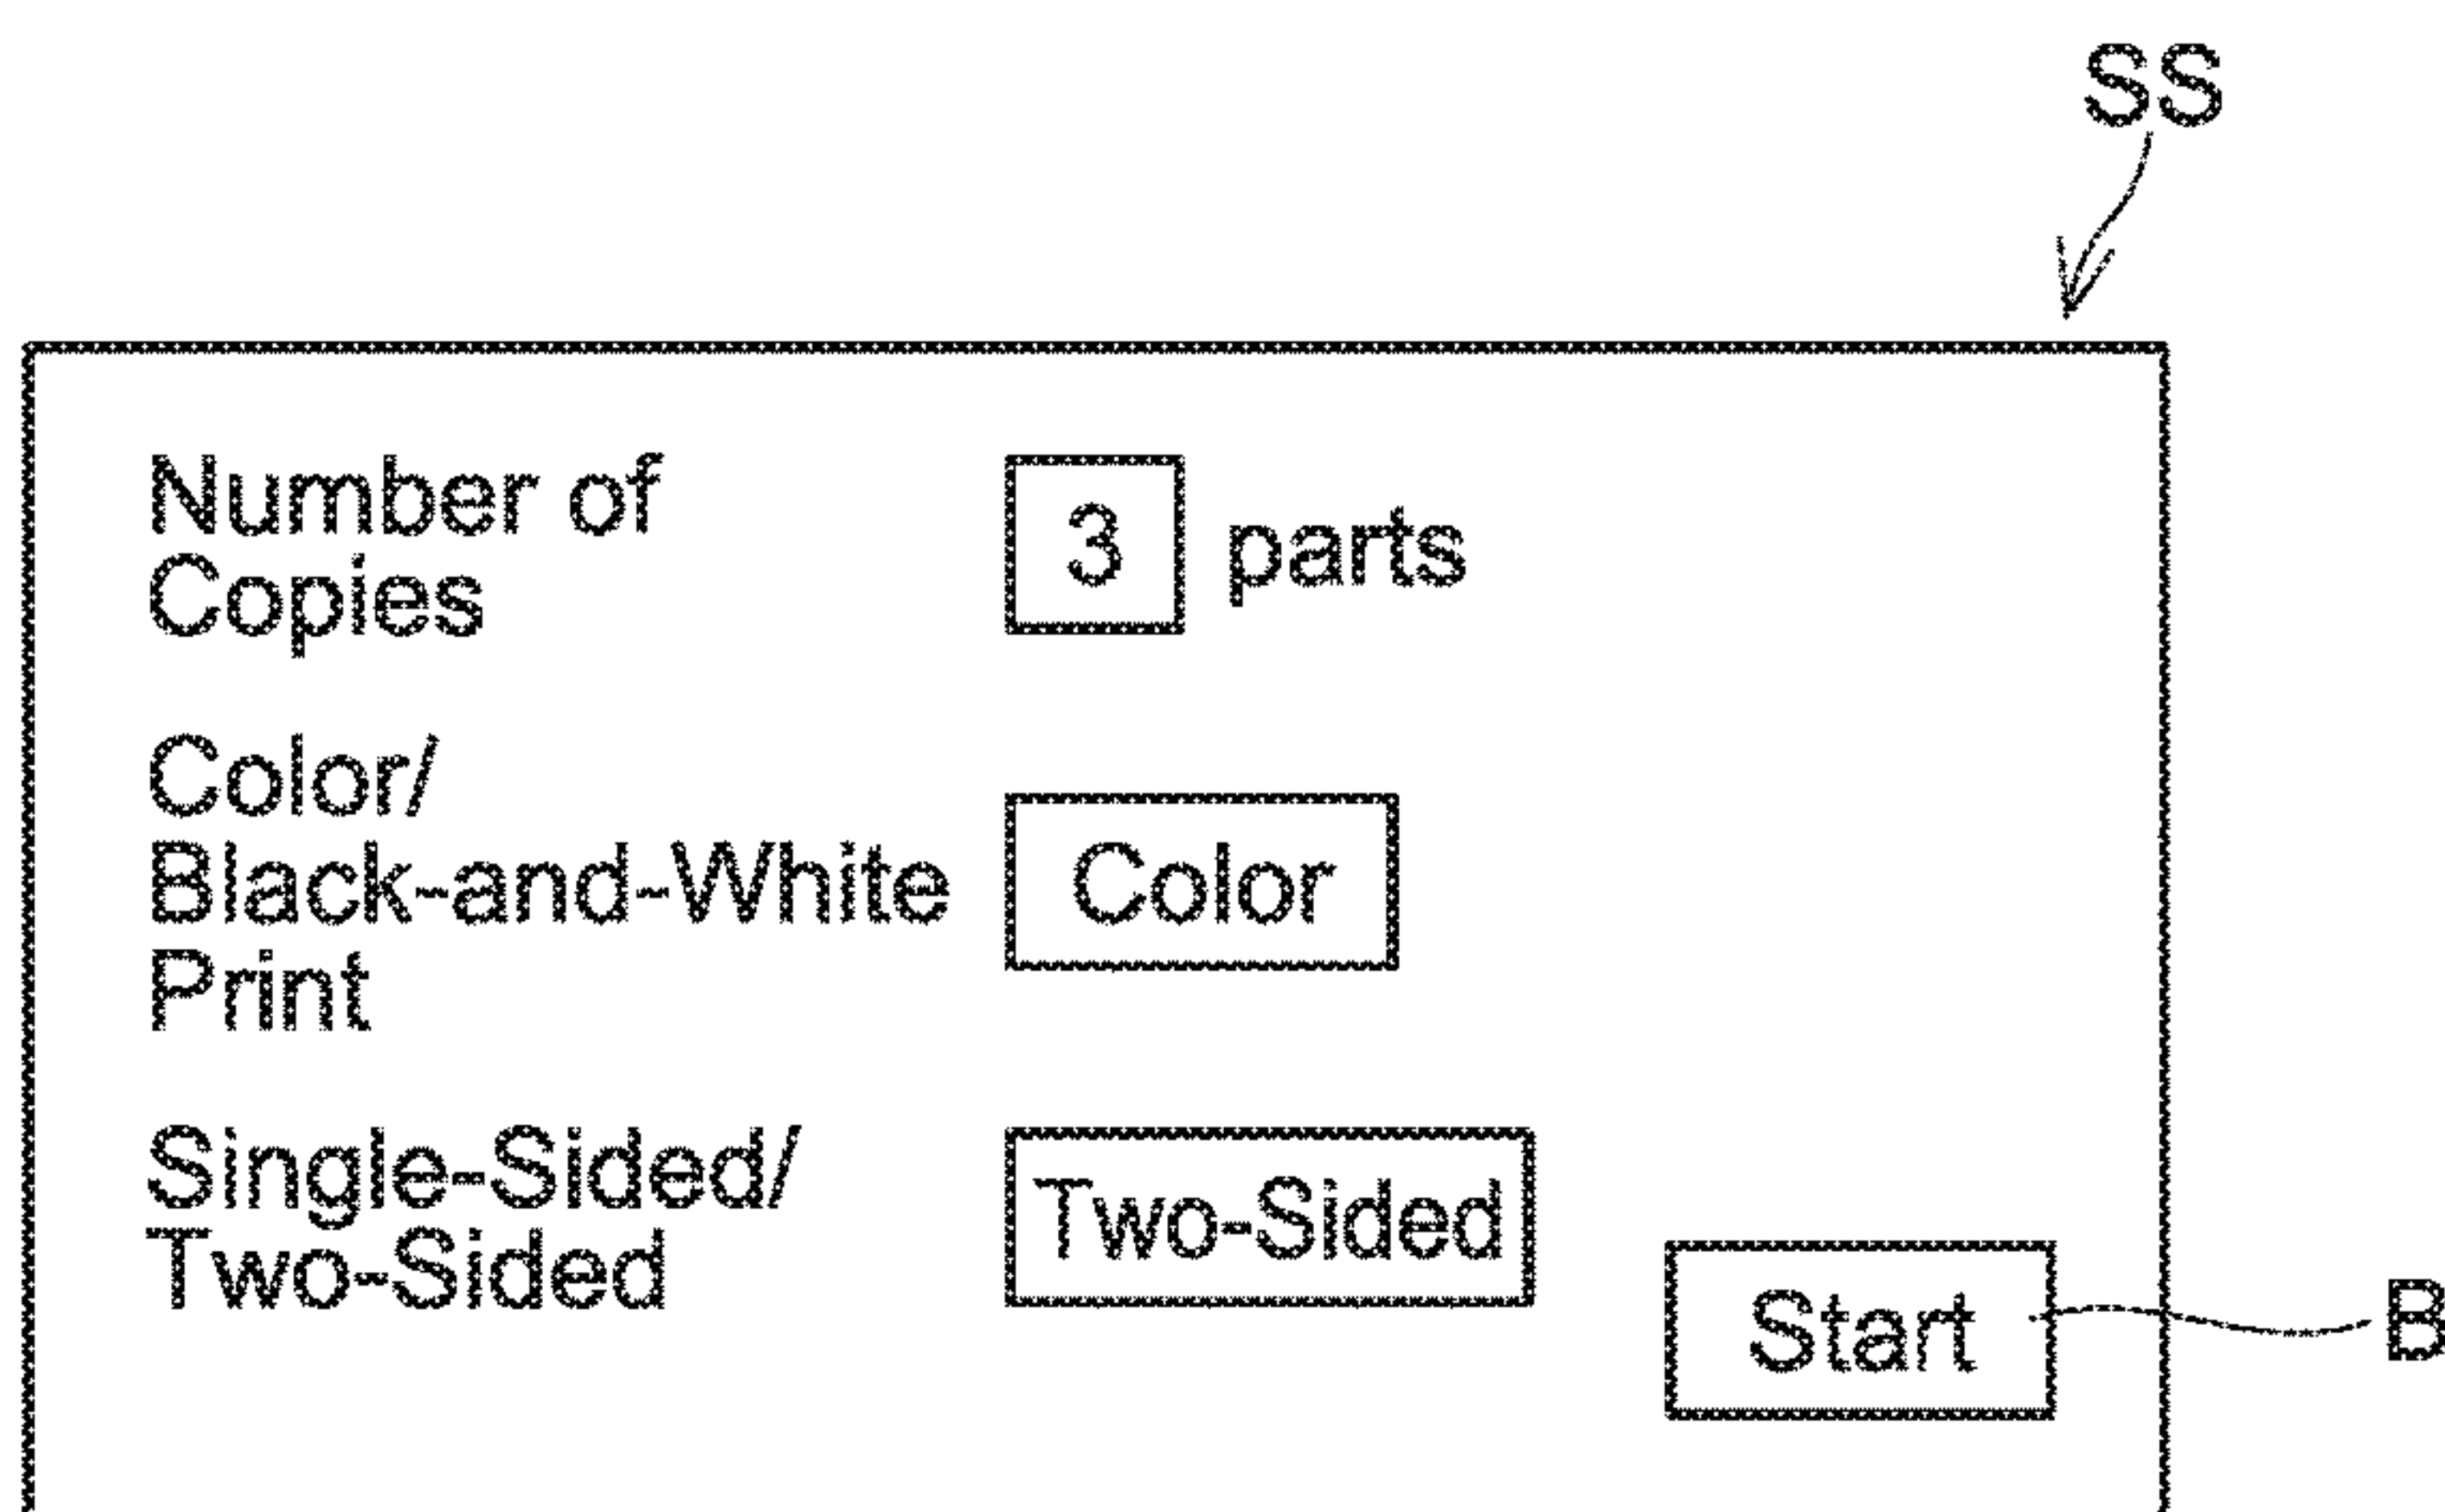 SS
Number of
Copies
3 parts
Color/
Black-and-White
Print
Color
Single-Sided/
Two-Sided
Two-Sided
Start
B